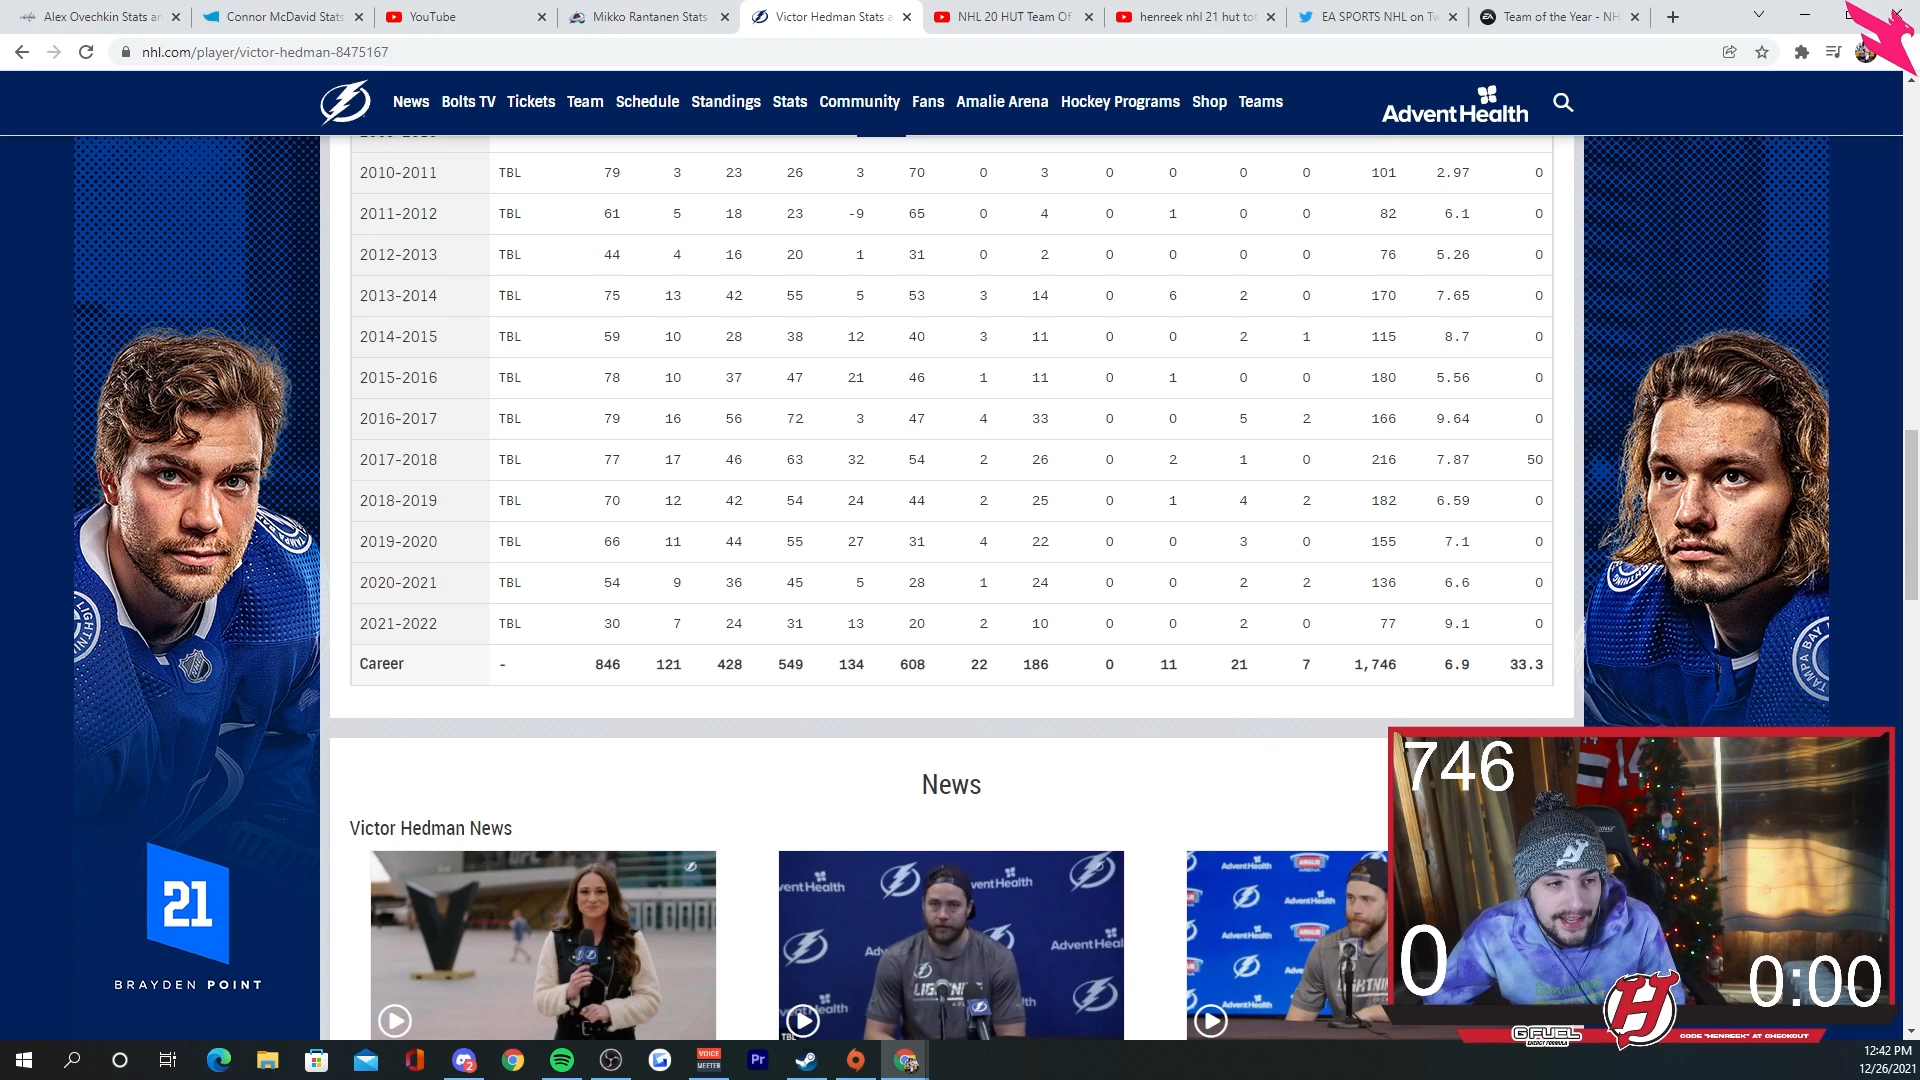 Alex Ovechkin Stats an
Connor McDavid Stats
YouTube
Mikko Rantanen Stats
Victor Hedman Stats a
NHL 20 HUT Team Of
henreek nhl 21 hut tot
EA SPORTS NHL on Tw
Team of the Year - NH
nhl.com/player/victor-hedman-8475167
News Bolts TV Tickets Team Schedule Standings Stats Community Fans Amalie Arena Hockey Programs Shop Teams
AdventHealth
2010-2011 TBL 79 3 23 26 3 70 0 3 0 0 0 0 101 2.97 0
2011-2012 TBL 61 5 18 23 -9 65 0 4 0 1 0 0 82 6.1 0
2012-2013 TBL 44 4 16 20 1 31 0 2 0 0 0 0 76 5.26 0
2013-2014 TBL 75 13 42 55 5 53 3 14 0 6 2 0 170 7.65 0
2014-2015 TBL 59 10 28 38 12 40 3 11 0 0 2 1 115 8.7 0
2015-2016 TBL 78 10 37 47 21 46 1 11 0 1 0 0 180 5.56 0
2016-2017 TBL 79 16 56 72 3 47 4 33 0 0 5 2 166 9.64 0
2017-2018 TBL 77 17 46 63 32 54 2 26 0 2 1 0 216 7.87 50
2018-2019 TBL 70 12 42 54 24 44 2 25 0 1 4 2 182 6.59 0
2019-2020 TBL 66 11 44 55 27 31 4 22 0 0 3 0 155 7.1 0
2020-2021 TBL 54 9 36 45 5 28 1 24 0 0 2 2 136 6.6 0
2021-2022 TBL 30 7 24 31 13 20 2 10 0 0 2 0 77 9.1 0
Career - 846 121 428 549 134 608 22 186 0 11 21 7 1,746 6.9 33.3
News
Victor Hedman News
21
BRAYDEN POINT
746
0
0:00
G FUEL
ENERGY FORMULA
CODE "HENREEK" AT CHECKOUT
VOICE
MEETER
Pr
12:42 PM
12/26/2021